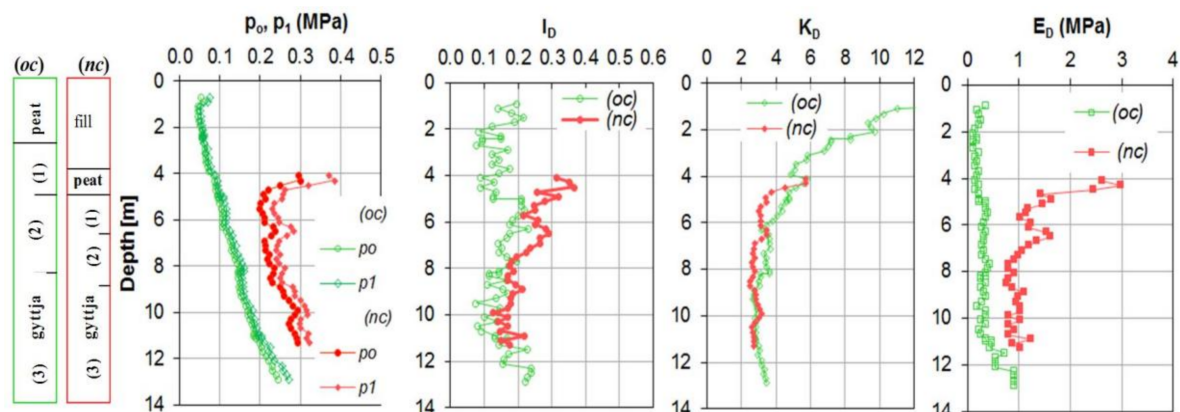 (oc)
(nc)
peat
(1)
(2)
gyttja
(3)
fill
peat
(1)
(2)
gyttja
(3)
Depth [m]
p₀, p₁ (MPa)
0.0 0.1 0.2 0.3 0.4 0.5
0
2
4
6
8
10
12
14
(oc)
po
p1
(nc)
po
p1
I_D
0.0 0.1 0.2 0.3 0.4 0.5 0.6
0
2
4
6
8
10
12
14
(oc)
(nc)
K_D
0 2 4 6 8 10 12
0
2
4
6
8
10
12
14
(oc)
(nc)
E_D (MPa)
0 1 2 3 4
0
2
4
6
8
10
12
14
(oc)
(nc)